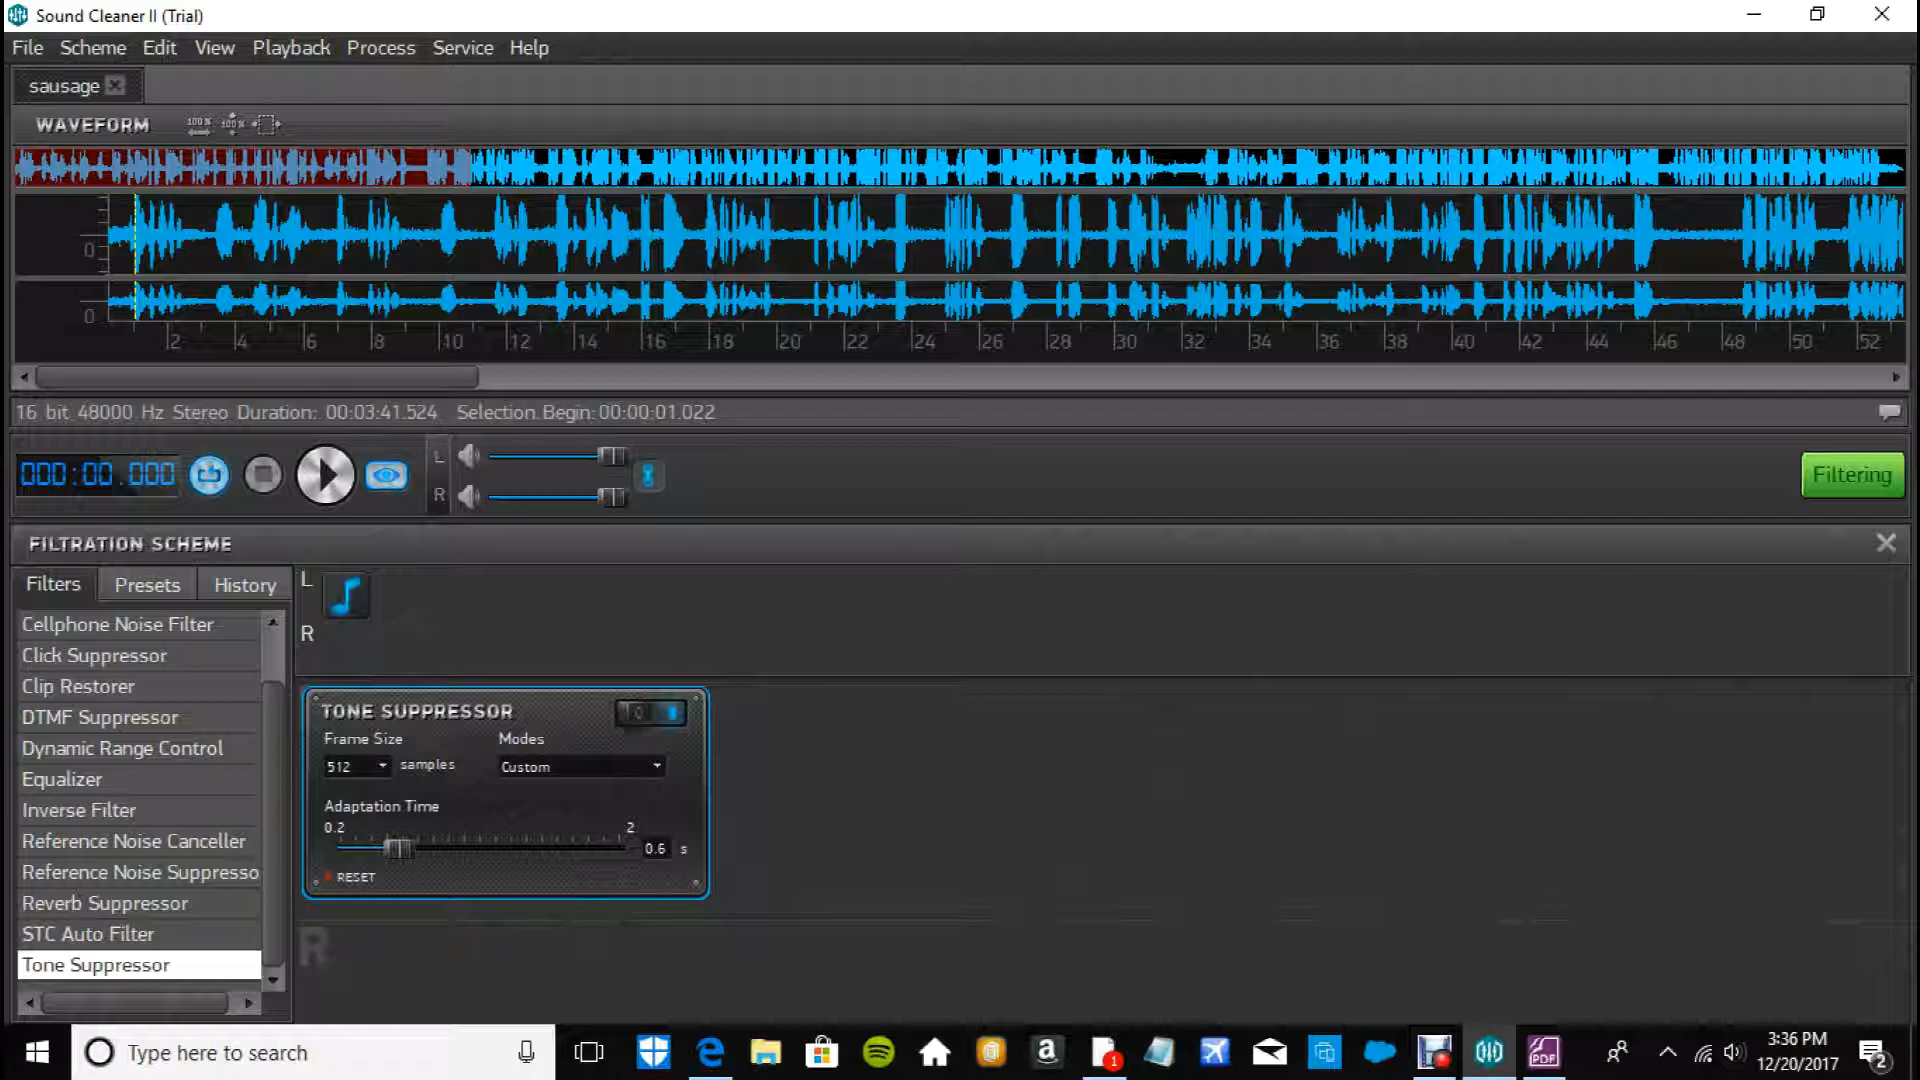 Sound Cleaner II (Trial)
File Scheme Edit View Playback Process Service Help
sausage
WAVEFORM 100% 100%
0
0
2 4 6 8 10 12 14 16 18 20 22 24 26 28 30 32 34 36 38 40 42 44 46 48 50 52
16 bit 48000 Hz Stereo Duration: 00:03:41.524 Selection Begin: 00:00:01.022
L
000:00.000
R
Filtering
FILTRATION SCHEME
Filters Presets History
L
R
Cellphone Noise Filter
Click Suppressor
Clip Restorer
DTMF Suppressor
Dynamic Range Control
Equalizer
Inverse Filter
Reference Noise Canceller
Reference Noise Suppresso
Reverb Suppressor
STC Auto Filter
Tone Suppressor
TONE SUPPRESSOR
Frame Size Modes
512 samples Custom
Adaptation Time
0.2 2
0.6 s
RESET
R
Type here to search
a
1
PDF
3:36 PM
12/20/2017
2